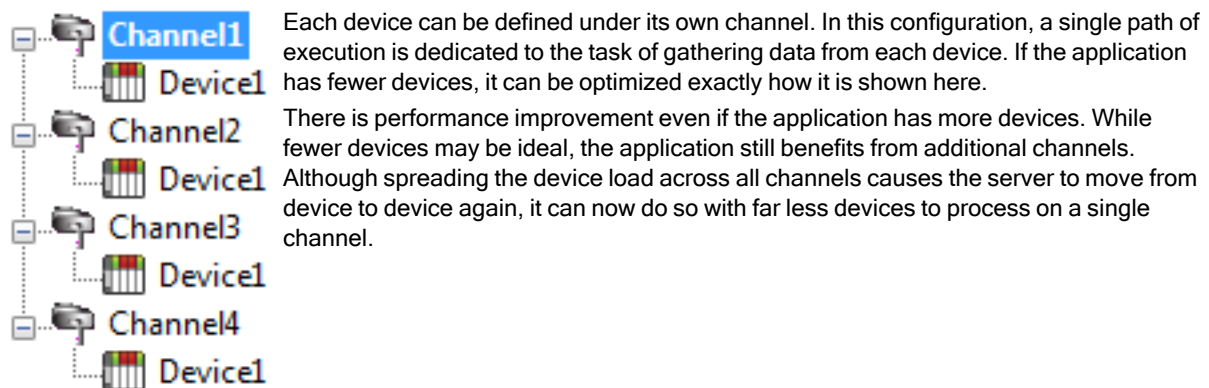 Channel1
Device1
Channel2
Device1
Channel3
Device1
Channel4
Device1
Each device can be defined under its own channel. In this configuration, a single path of
execution is dedicated to the task of gathering data from each device. If the application
has fewer devices, it can be optimized exactly how it is shown here.
There is performance improvement even if the application has more devices. While
fewer devices may be ideal, the application still benefits from additional channels.
Although spreading the device load across all channels causes the server to move from
device to device again, it can now do so with far less devices to process on a single
channel.